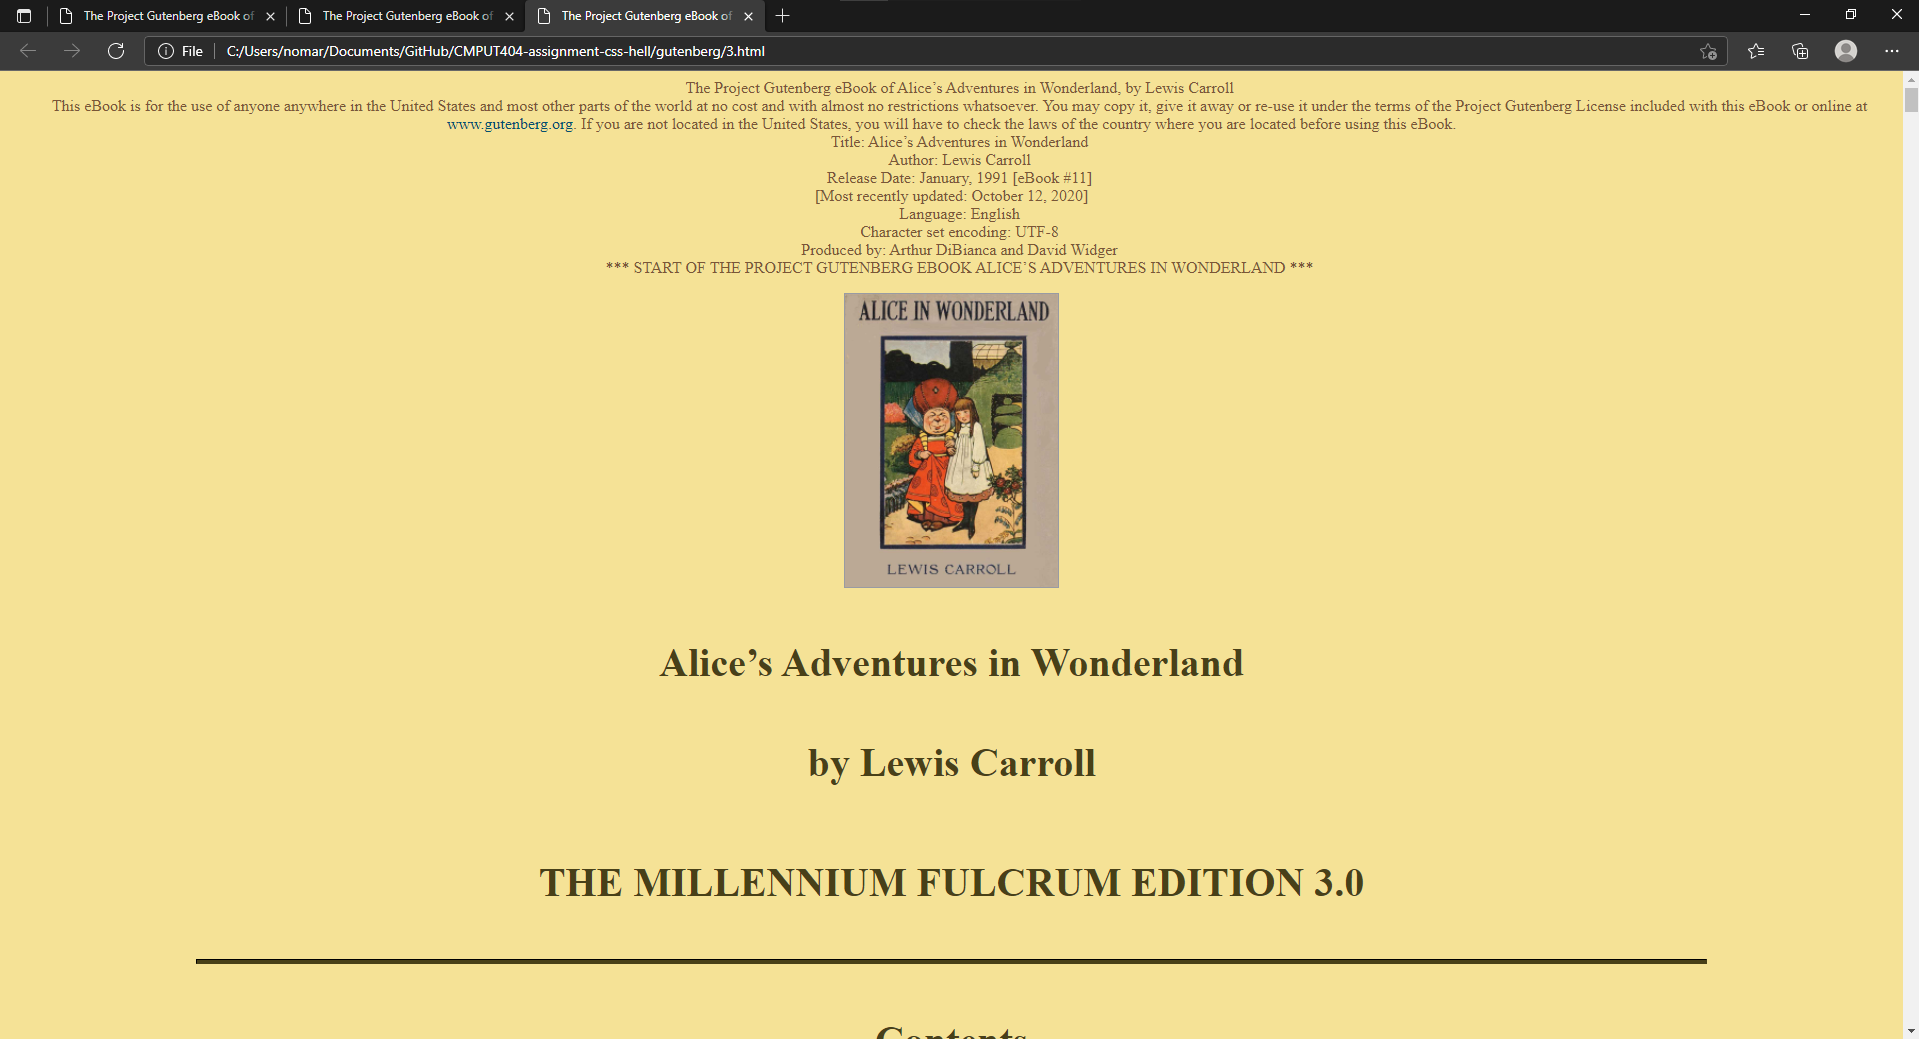 The Project Gutenberg eBook of
The Project Gutenberg eBook of
The Project Gutenberg eBook of
File
C:/Users/nomar/Documents/GitHub/CMPUT404-assignment-css-hell/gutenberg/3.html
The Project Gutenberg eBook of Alice’s Adventures in Wonderland, by Lewis Carroll
This eBook is for the use of anyone anywhere in the United States and most other parts of the world at no cost and with almost no restrictions whatsoever. You may copy it, give it away or re-use it under the terms of the Project Gutenberg License included with this eBook or online at
www.gutenberg.org. If you are not located in the United States, you will have to check the laws of the country where you are located before using this eBook.
Title: Alice’s Adventures in Wonderland
Author: Lewis Carroll
Release Date: January, 1991 [eBook #11]
[Most recently updated: October 12, 2020]
Language: English
Character set encoding: UTF-8
Produced by: Arthur DiBianca and David Widger
*** START OF THE PROJECT GUTENBERG EBOOK ALICE’S ADVENTURES IN WONDERLAND ***
ALICE IN WONDERLAND
LEWIS CARROLL
Alice’s Adventures in Wonderland
by Lewis Carroll
THE MILLENNIUM FULCRUM EDITION 3.0
Contents